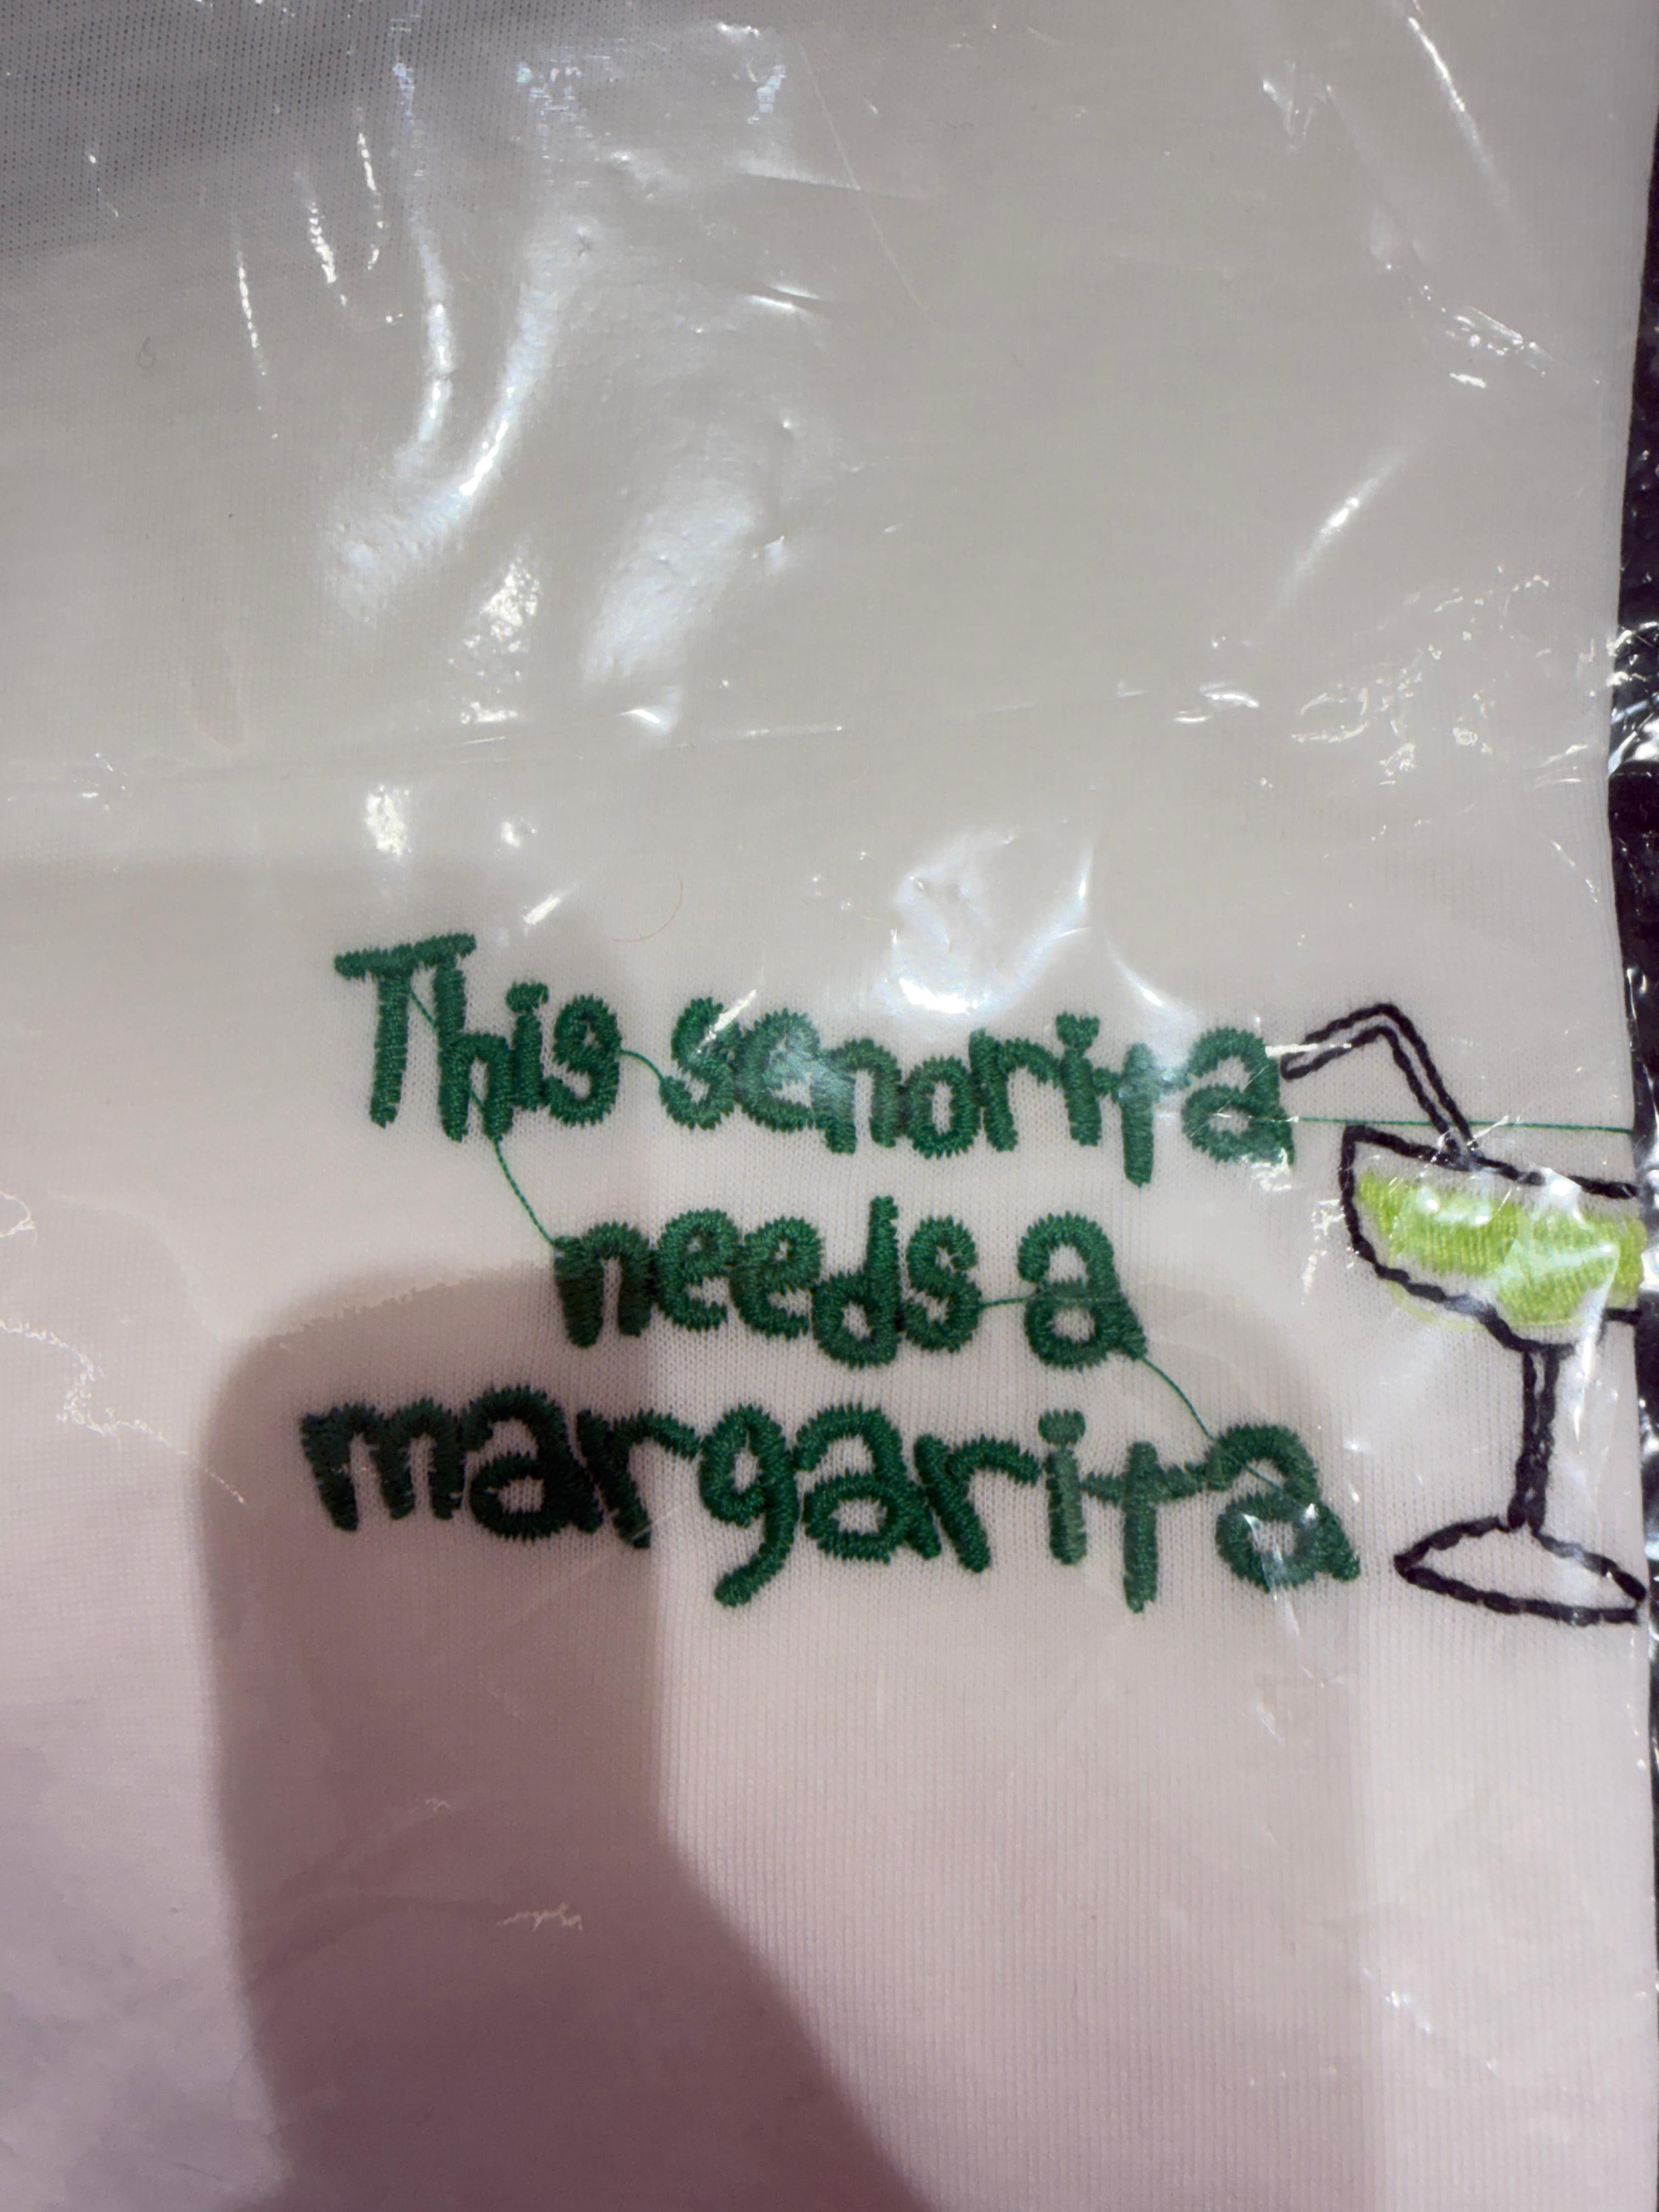 This senorita
needs a
margarita